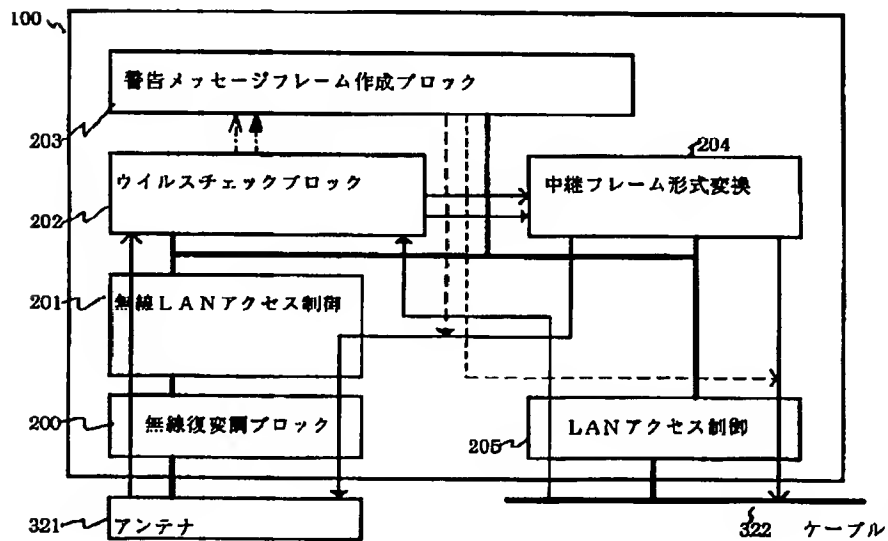 100
警告メッセージフレーム作成ブロック
203
204
ウイルスチェックブロック
中継フレーム形式変換
202
201
無線LANアクセス制御
200
無線復変調ブロック
LANアクセス制御
205
アンテナ
321
322
ケーブル